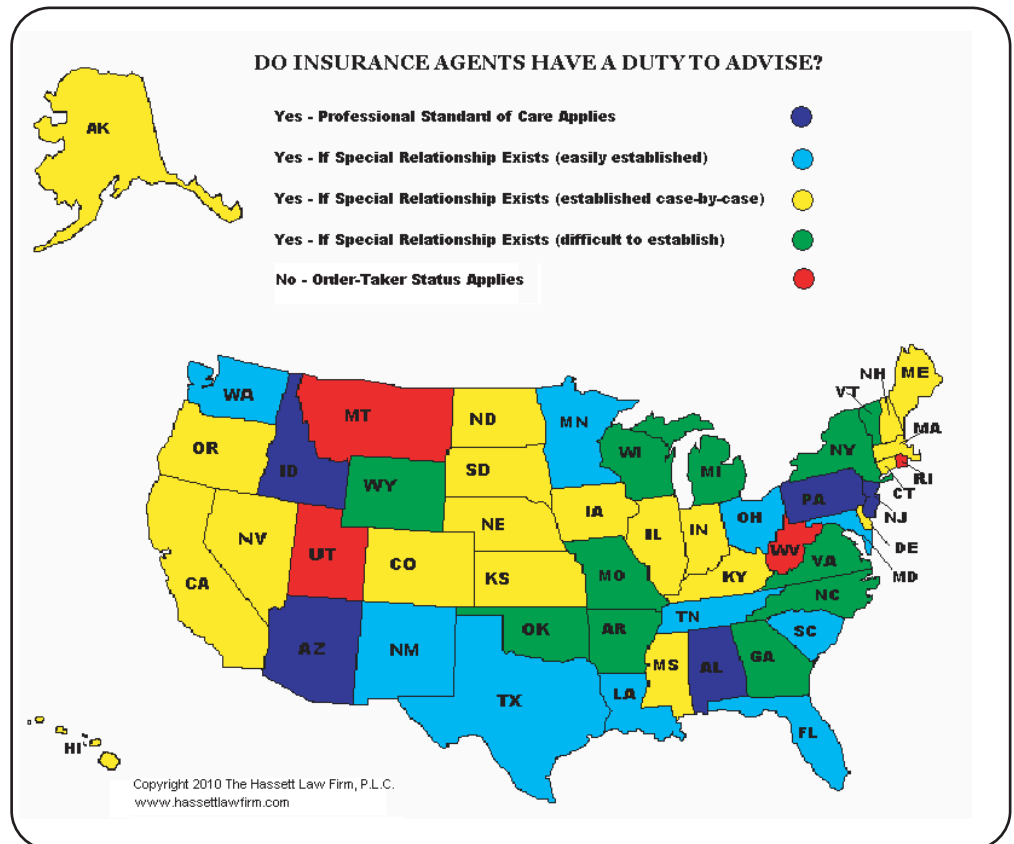 DO INSURANCE AGENTS HAVE A DUTY TO ADVISE?
Yes - Professional Standard of Care Applies
Yes - If Special Relationship Exists (easily established)
Yes - If Special Relationship Exists (established case-by-case)
Yes - If Special Relationship Exists (difficult to establish)
No - Order-Taker Status Applies
AK
WA
MT
ND
MN
VT
NH
ME
OR
ID
SD
WI
MI
NY
MA
WY
RI
CT
PA
NJ
NV
NE
IA
IL
IN
OH
DE
UT
CO
WV
MD
CA
KS
MO
KY
VA
NC
AZ
NM
OK
AR
TN
SC
TX
LA
MS
AL
GA
FL
HI
Copyright 2010 The Hassett Law Firm, P.L.C.
www.hassettlawfirm.com